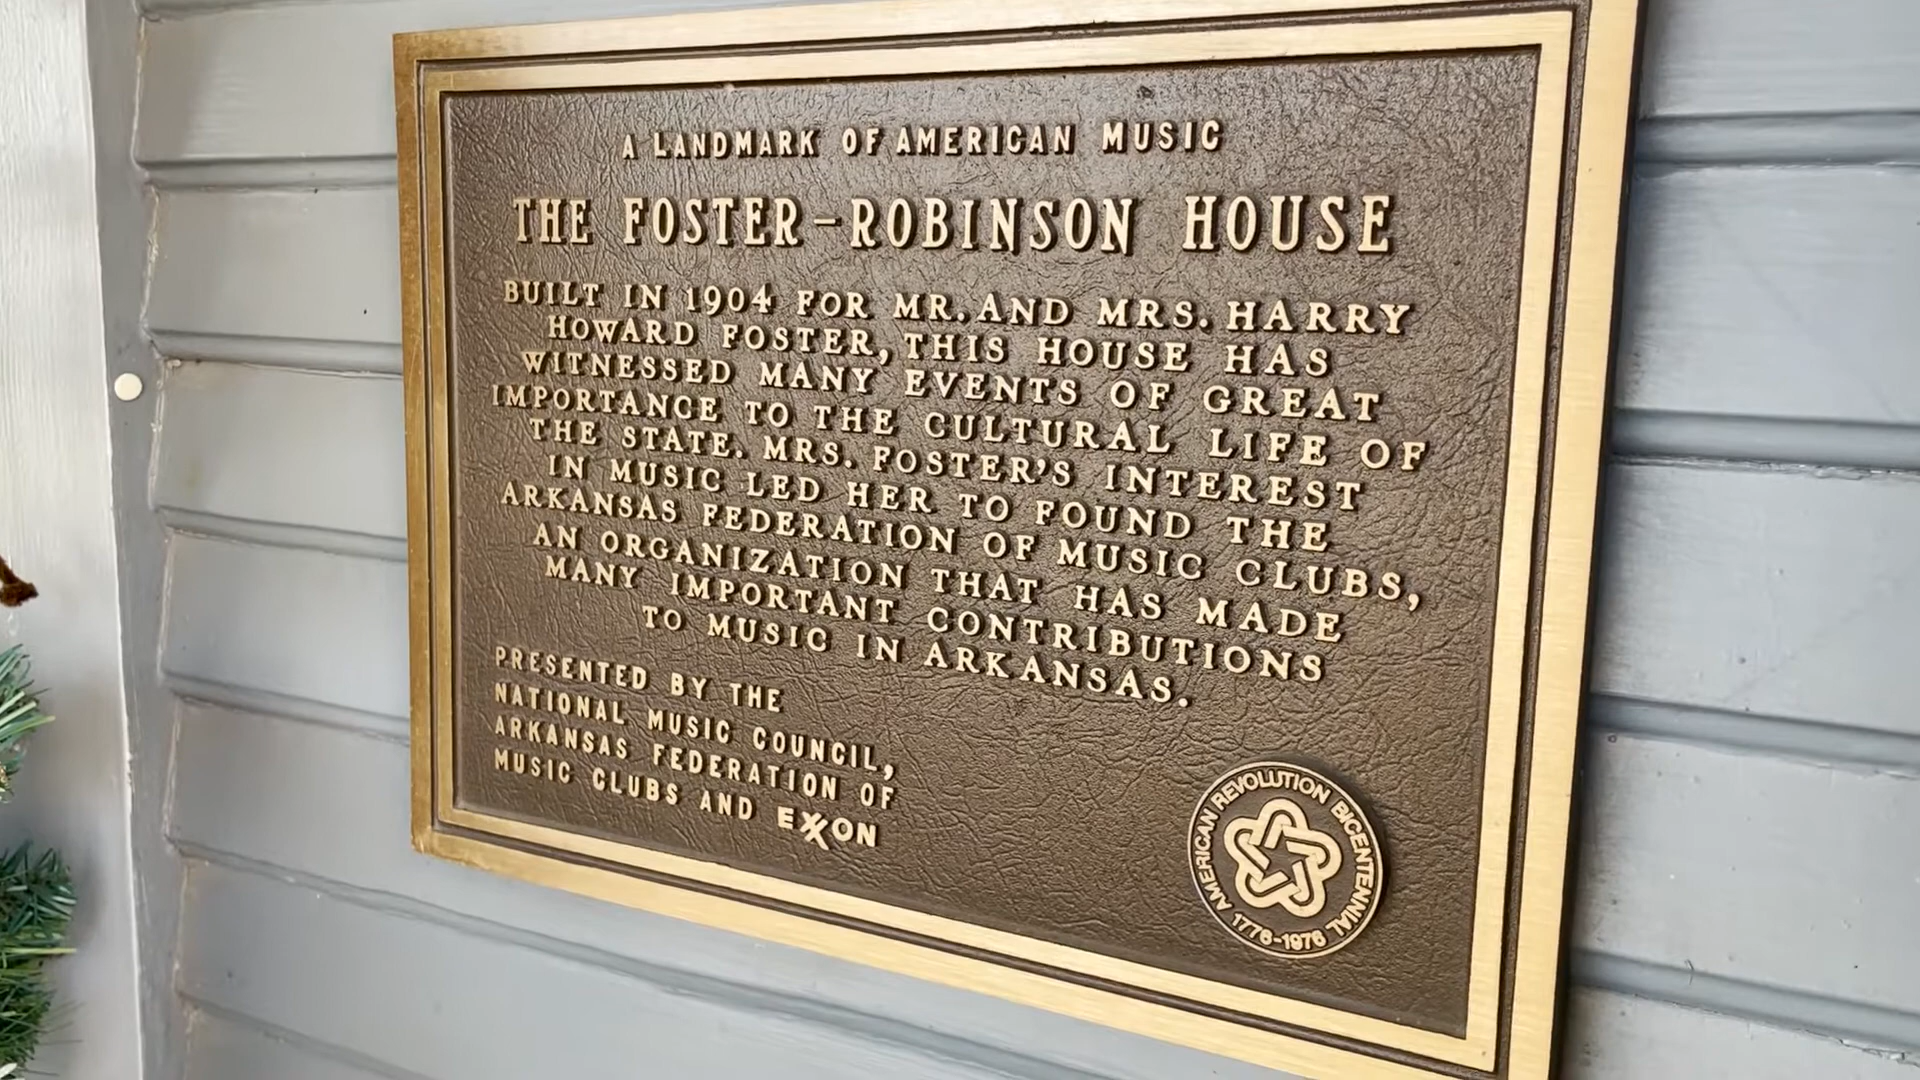 A LANDMARK OF AMERICAN MUSIC
THE FOSTER-ROBINSON HOUSE
BUILT IN 1904 FOR MR. AND MRS. HARRY
HOWARD FOSTER, THIS HOUSE HAS
WITNESSED MANY EVENTS OF GREAT
IMPORTANCE TO THE CULTURAL LIFE OF
THE STATE. MRS. FOSTER'S INTEREST
IN MUSIC LED HER TO FOUND THE
ARKANSAS FEDERATION OF MUSIC CLUBS,
AN ORGANIZATION THAT HAS MADE
MANY IMPORTANT CONTRIBUTIONS
TO MUSIC IN ARKANSAS.
PRESENTED BY THE
NATIONAL MUSIC COUNCIL,
ARKANSAS FEDERATION OF
MUSIC CLUBS AND EXXON
AMERICAN REVOLUTION BICENTENNIAL
1776-1976